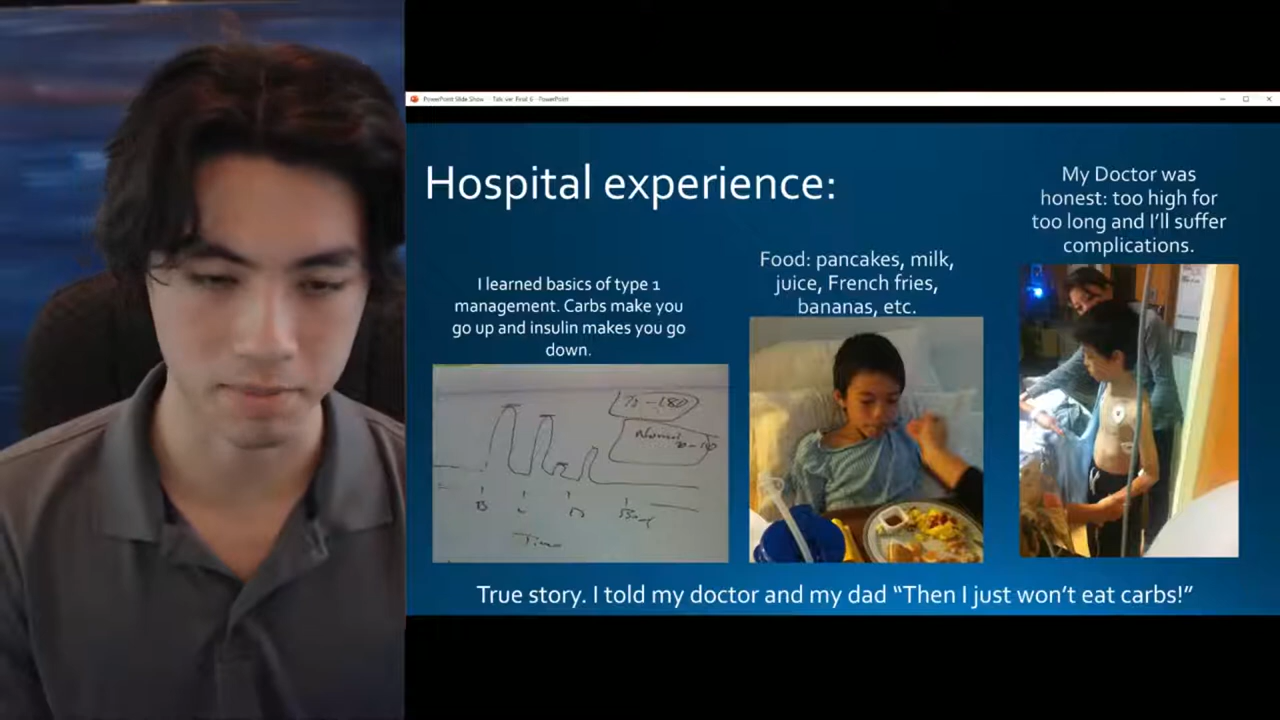 PowerPoint Slide Show - Talk ver Final 6 - PowerPoint
Hospital experience:
I learned basics of type 1
management. Carbs make you
go up and insulin makes you go
down.
Food: pancakes, milk,
juice, French fries,
bananas, etc.
My Doctor was
honest: too high for
too long and I’ll suffer
complications.
Normal
B
L
D
True story. I told my doctor and my dad “Then I just won’t eat carbs!”